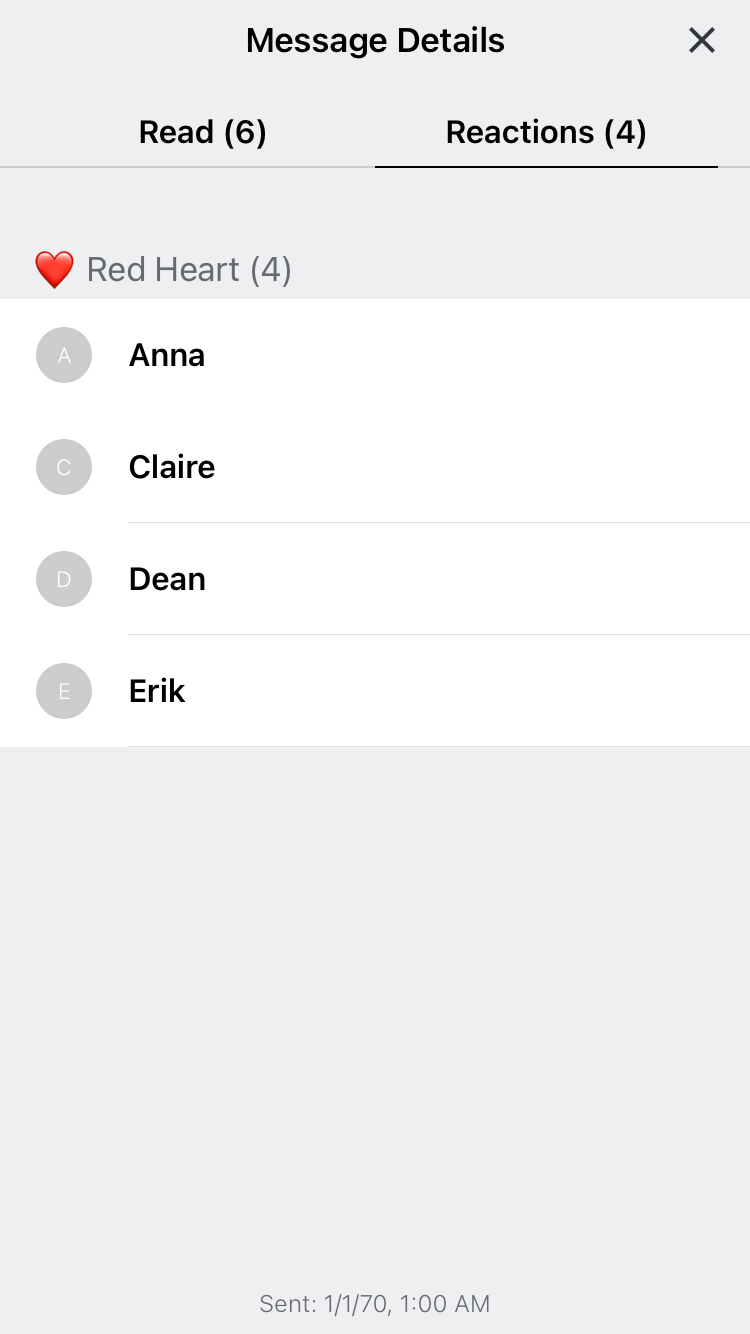 Message Details
Read (6)
Reactions (4)
❤️ Red Heart (4)
A
Anna
C
Claire
D
Dean
E
Erik
Sent: 1/1/70, 1:00 AM